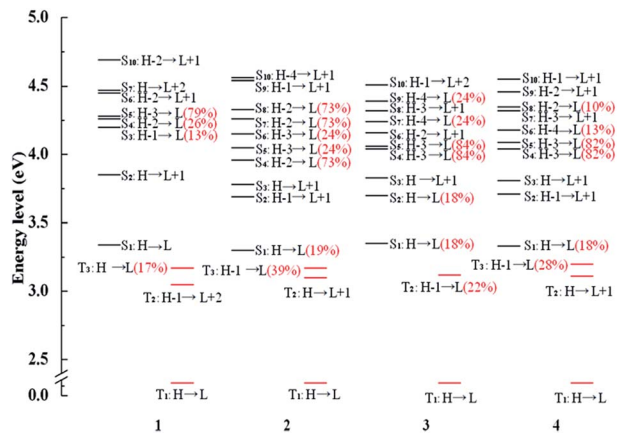 Energy level (eV)
5.0
4.5
4.0
3.5
3.0
2.5
0.0
S10: H-2→L+1
S7: H→L+2
S6: H-2→L+1
S5: H-3→L(79%)
S4: H-2→L(26%)
S3: H-1→L(13%)
S2: H→L+1
S1: H→L
T3: H→L(17%)
T2: H-1→L+2
T1: H→L
1
S10: H-4→L+1
S9: H-1→L+1
S8: H-2→L(73%)
S7: H-2→L(73%)
S6: H-3→L(24%)
S5: H-3→L(24%)
S4: H-2→L(73%)
S3: H→L+1
S2: H-1→L+1
S1: H→L(19%)
T3: H-1→L(39%)
T2: H→L+1
T1: H→L
2
S10: H-1→L+2
S9: H-4→L(24%)
S8: H-3→L+1
S7: H-4→L(24%)
S6: H-2→L+1
S5: H-3→L(84%)
S4: H-3→L(84%)
S3: H→L+1
S2: H→L(18%)
S1: H→L(18%)
T2: H-1→L(22%)
T1: H→L
3
S10: H-1→L+1
S9: H-2→L+1
S8: H-2→L(10%)
S7: H-3→L+1
S6: H-4→L(13%)
S5: H-3→L(82%)
S4: H-3→L(82%)
S3: H→L+1
S2: H-1→L+1
S1: H→L(18%)
T3: H-1→L(28%)
T2: H→L+1
T1: H→L
4